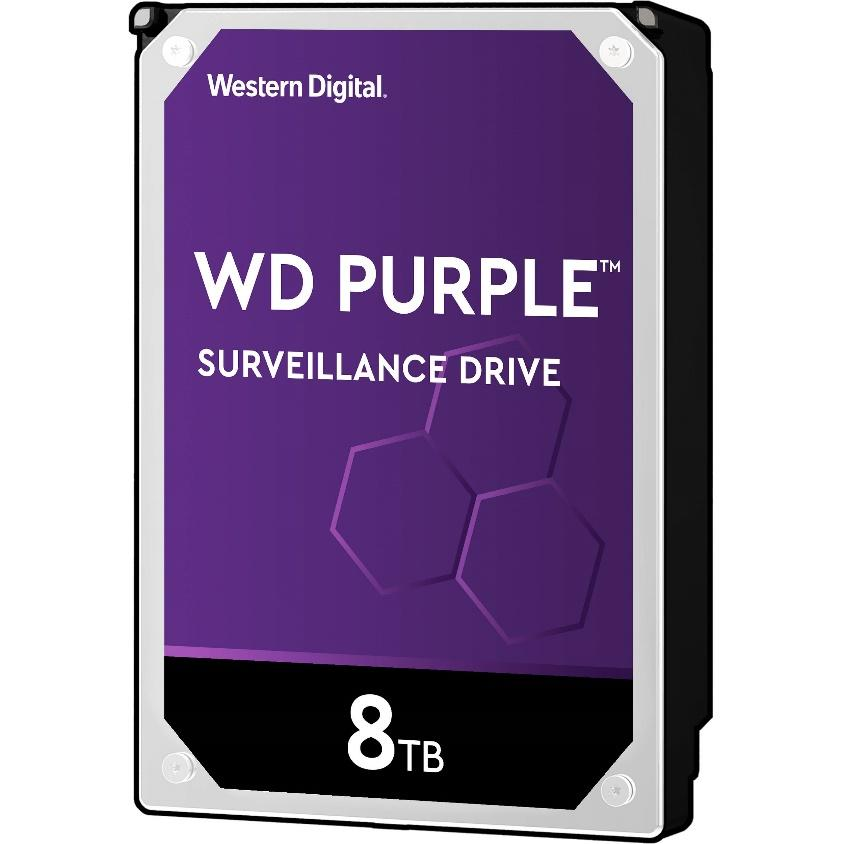 Western Digital.
WD PURPLE™
SURVEILLANCE DRIVE
8TB